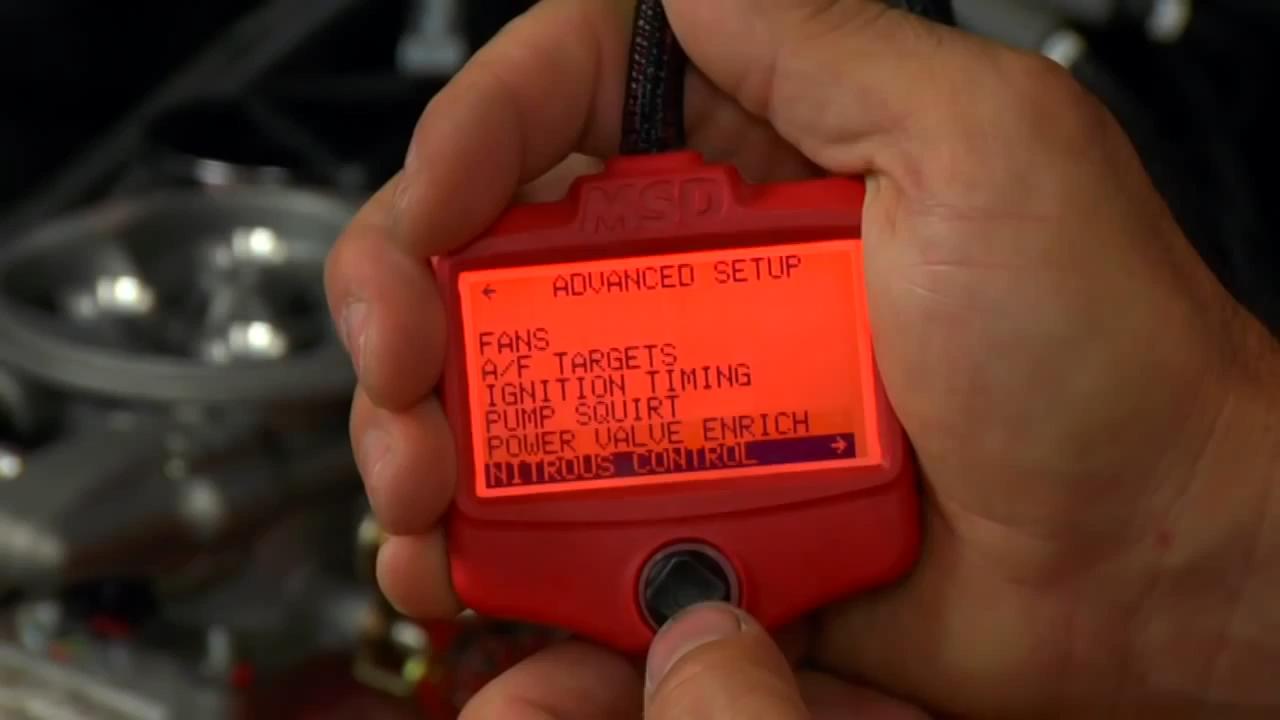 MSD
← ADVANCED SETUP
FANS
A/F TARGETS
IGNITION TIMING
PUMP SQUIRT
POWER VALVE ENRICH
NITROUS CONTROL →